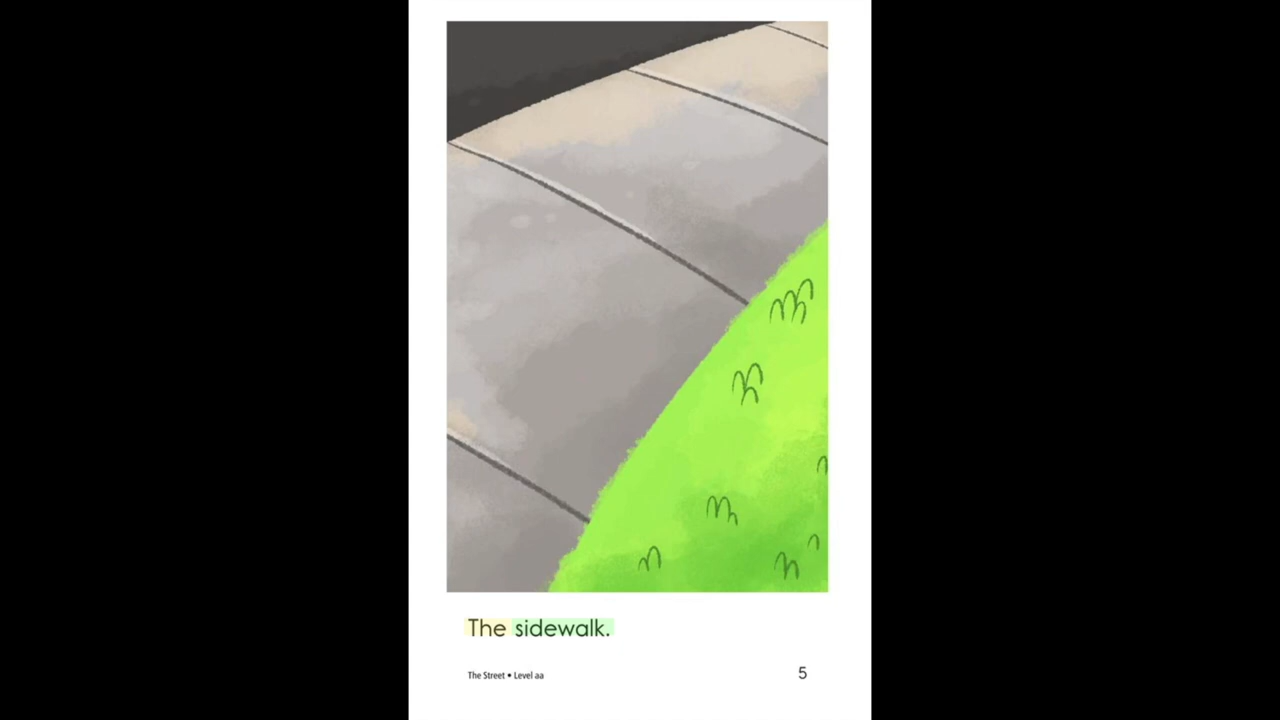 The sidewalk.
The Street • Level aa
5